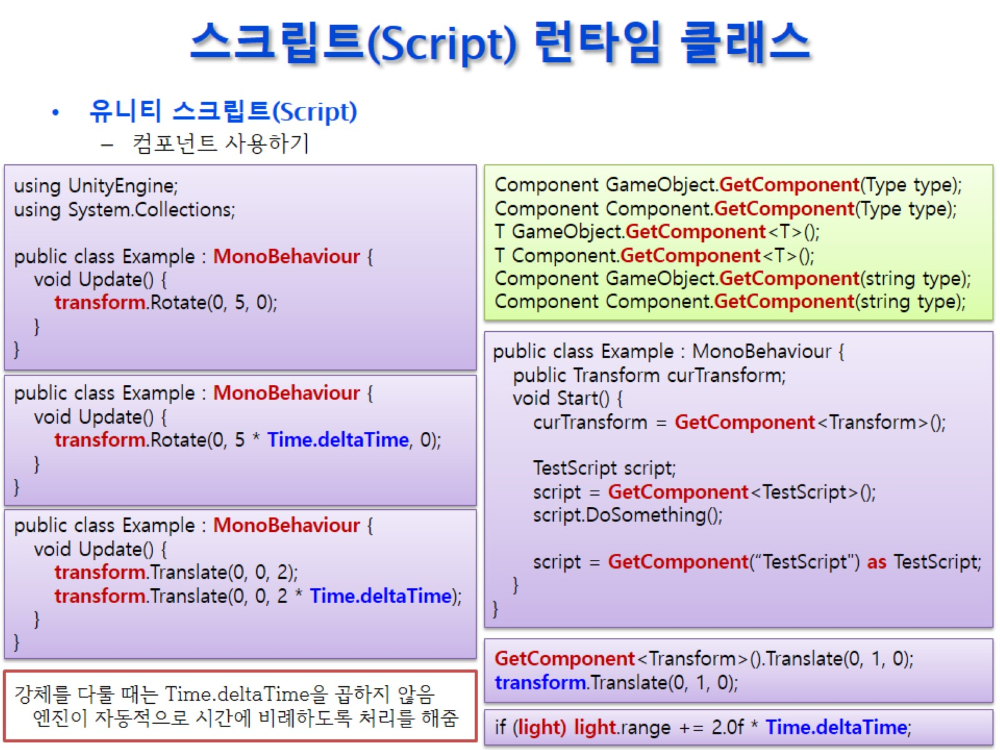 스크립트(Script) 런타임 클래스
• 유니티 스크립트(Script)
– 컴포넌트 사용하기
using UnityEngine;
using System.Collections;
public class Example : MonoBehaviour {
void Update() {
transform.Rotate(0, 5, 0);
}
}
public class Example : MonoBehaviour {
void Update() {
transform.Rotate(0, 5 * Time.deltaTime, 0);
}
}
public class Example : MonoBehaviour {
void Update() {
transform.Translate(0, 0, 2);
transform.Translate(0, 0, 2 * Time.deltaTime);
}
}
강체를 다룰 때는 Time.deltaTime을 곱하지 않음
엔진이 자동적으로 시간에 비례하도록 처리를 해줌
Component GameObject.GetComponent(Type type);
Component Component.GetComponent(Type type);
T GameObject.GetComponent<T>();
T Component.GetComponent<T>();
Component GameObject.GetComponent(string type);
Component Component.GetComponent(string type);
public class Example : MonoBehaviour {
public Transform curTransform;
void Start() {
curTransform = GetComponent<Transform>();
TestScript script;
script = GetComponent<TestScript>();
script.DoSomething();
script = GetComponent(“TestScript") as TestScript;
}
}
GetComponent<Transform>().Translate(0, 1, 0);
transform.Translate(0, 1, 0);
if (light) light.range += 2.0f * Time.deltaTime;